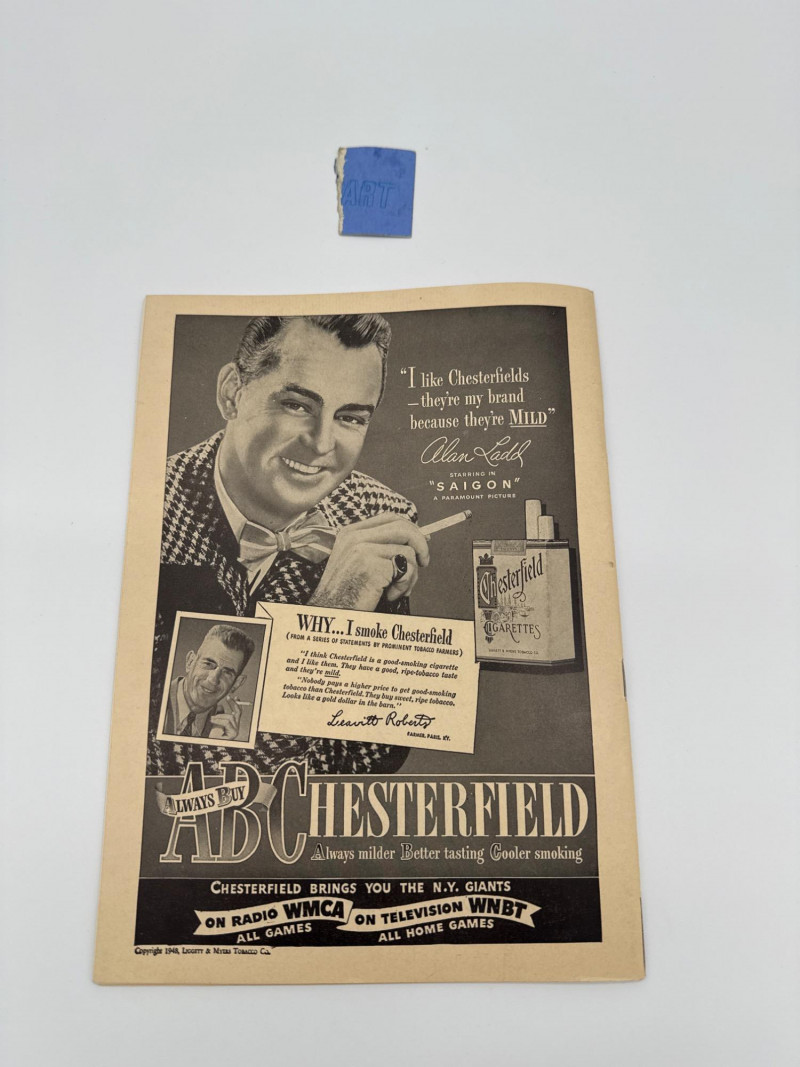 ART
"I like Chesterfields
—they're my brand
because they're MILD"
Alan Ladd
STARRING IN
"SAIGON"
A PARAMOUNT PICTURE
Chesterfield
CIGARETTES
LIGGETT & MYERS TOBACCO CO.
WHY...I smoke Chesterfield
(FROM A SERIES OF STATEMENTS BY PROMINENT TOBACCO FARMERS)
"I think Chesterfield is a good-smoking cigarette
and I like them. They have a good, ripe-tobacco taste
and they're mild.
"Nobody pays a higher price to get good-smoking
tobacco than Chesterfield. They buy sweet, ripe tobacco.
Looks like a gold dollar in the barn."
Leavitt Roberts
FARMER, PARIS, KY.
ALWAYS BUY
ABCHESTERFIELD
Always milder Better tasting Cooler smoking
CHESTERFIELD BRINGS YOU THE N.Y. GIANTS
ON RADIO WMCA ON TELEVISION WNBT
ALL GAMES ALL HOME GAMES
Copyright 1948, LIGGETT & MYERS TOBACCO CO.